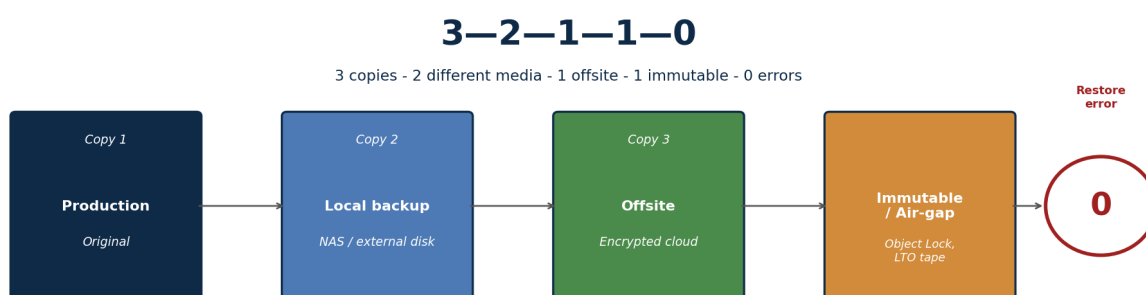 3—2—1—1—0
3 copies - 2 different media - 1 offsite - 1 immutable - 0 errors
Restore
error
Copy 1
Production
Original
Copy 2
Local backup
NAS / external disk
Copy 3
Offsite
Encrypted cloud
Immutable
/ Air-gap
Object Lock,
LTO tape
0